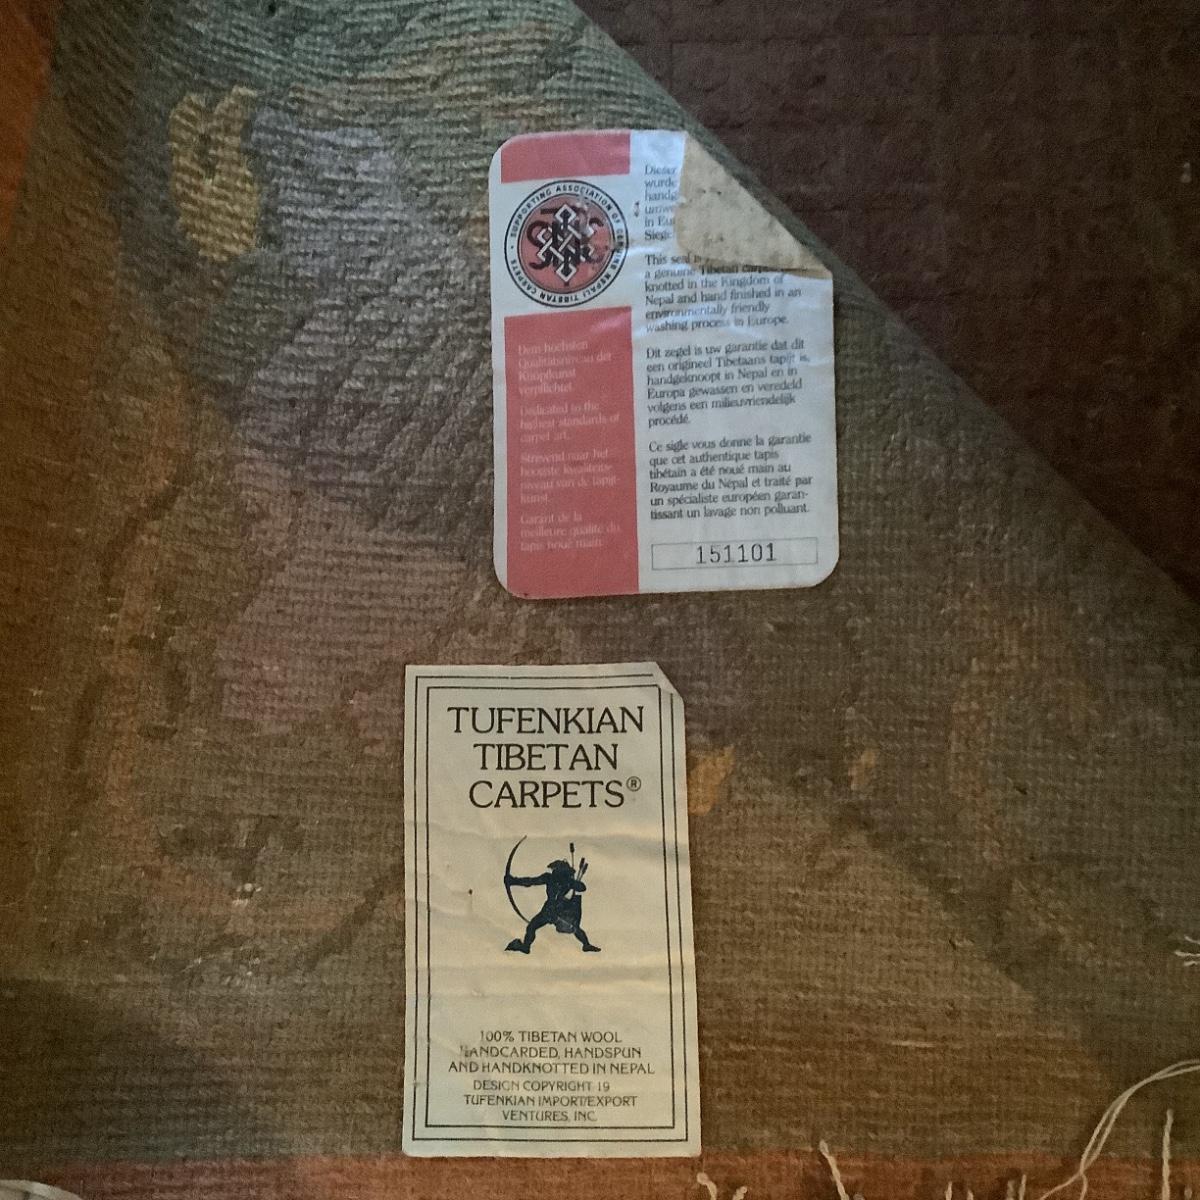 SUPPORTING ASSOCIATION OF GENUINE NEPALI TIBETAN CARPETS
Dieser
wurde
handg
umwe
in Eur
Siege
This seal is
a genuine Tibetan carpet
knotted in the Kingdom of
Nepal and hand finished in an
environmentally friendly
washing process in Europe.
Dit zegel is uw garantie dat dit
een origineel Tibetaans tapijt is,
handgeknoopt in Nepal en in
Europa gewassen en veredeld
volgens een milieuvriendelijk
procédé.
Ce sigle vous donne la garantie
que cet authentique tapis
tibétain a été noué main au
Royaume du Népal et traité par
un spécialiste européen garan-
tissant un lavage non polluant.
151101
Dem höchsten
Qualitätsniveau der
Knüpfkunst
verpflichtet.
Dedicated to the
highest standards of
carpet art.
Strevend naar het
hoogste kwaliteits-
niveau van de tapijt-
kunst.
Garant de la
meilleure qualité du
tapis noué main.
TUFENKIAN
TIBETAN
CARPETS®
100% TIBETAN WOOL
HANDCARDED, HANDSPUN
AND HANDKNOTTED IN NEPAL
DESIGN COPYRIGHT 19
TUFENKIAN IMPORT/EXPORT
VENTURES, INC.